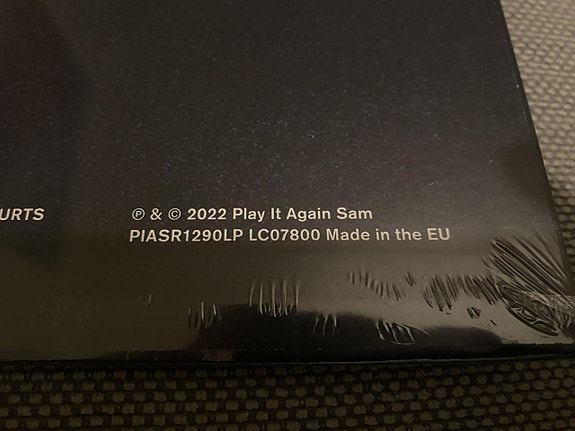 URTS
℗ & © 2022 Play It Again Sam
PIASR1290LP LC07800 Made in the EU